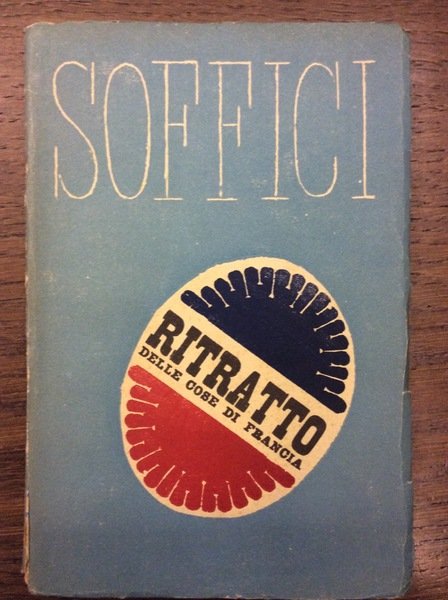 SOFFICI
RITRATTO
DELLE COSE DI FRANCIA